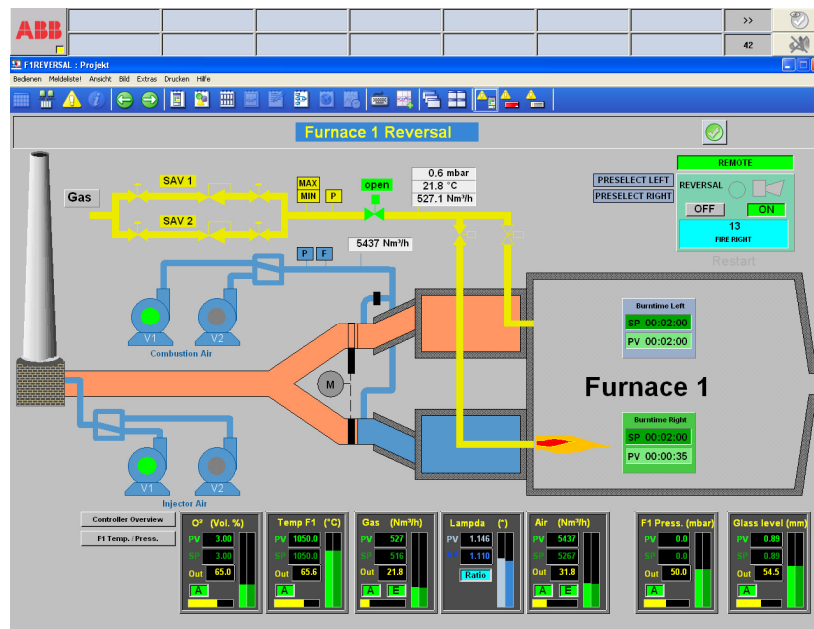 ABB
>>
42
F1REVERSAL : Projekt
Bedienen Meldeliste! Ansicht Bild Extras Drucken Hilfe
Furnace 1 Reversal
REMOTE
REVERSAL
OFF ON
13
FIRE RIGHT
Restart
PRESELECT LEFT
PRESELECT RIGHT
Gas
SAV 1
SAV 2
MAX
MIN P
open
0.6 mbar
21.8 °C
527.1 Nm³/h
P F
5437 Nm³/h
V1 V2
Combustion Air
M
V1 V2
Injector Air
Burntime Left
SP 00:02:00
PV 00:02:00
Furnace 1
Burntime Right
SP 00:02:00
PV 00:00:35
Controller Overview
F1 Temp. / Press.
O² (Vol. %)
PV 3.00
SP 3.00
Out 65.0
A
Temp F1 (°C)
PV 1050.0
SP 1050.0
Out 65.6
A
Gas (Nm³/h)
PV 527
SP 516
Out 21.8
A E
Lampda (°)
PV 1.146
SP 1.110
Ratio
Air (Nm³/h)
PV 5437
SP 5267
Out 31.8
A E
F1 Press. (mbar)
PV 0.0
SP 0.0
Out 50.0
A
Glass level (mm)
PV 0.89
SP 0.89
Out 54.5
A